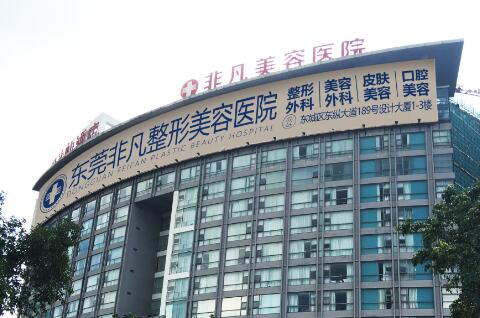 非凡美容医院
东莞非凡整形美容医院
DONGGUAN FEIFAN PLASTIC BEAUTY HOSPITAL
整形外科
美容外科
皮肤美容
口腔美容
东城区东纵大道189号设计大厦1-3楼